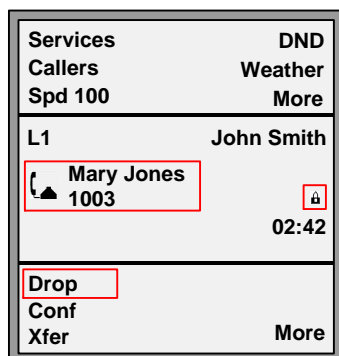 Services DND
Callers Weather
Spd 100 More
L1 John Smith
Mary Jones
1003
02:42
Drop
Conf
Xfer More